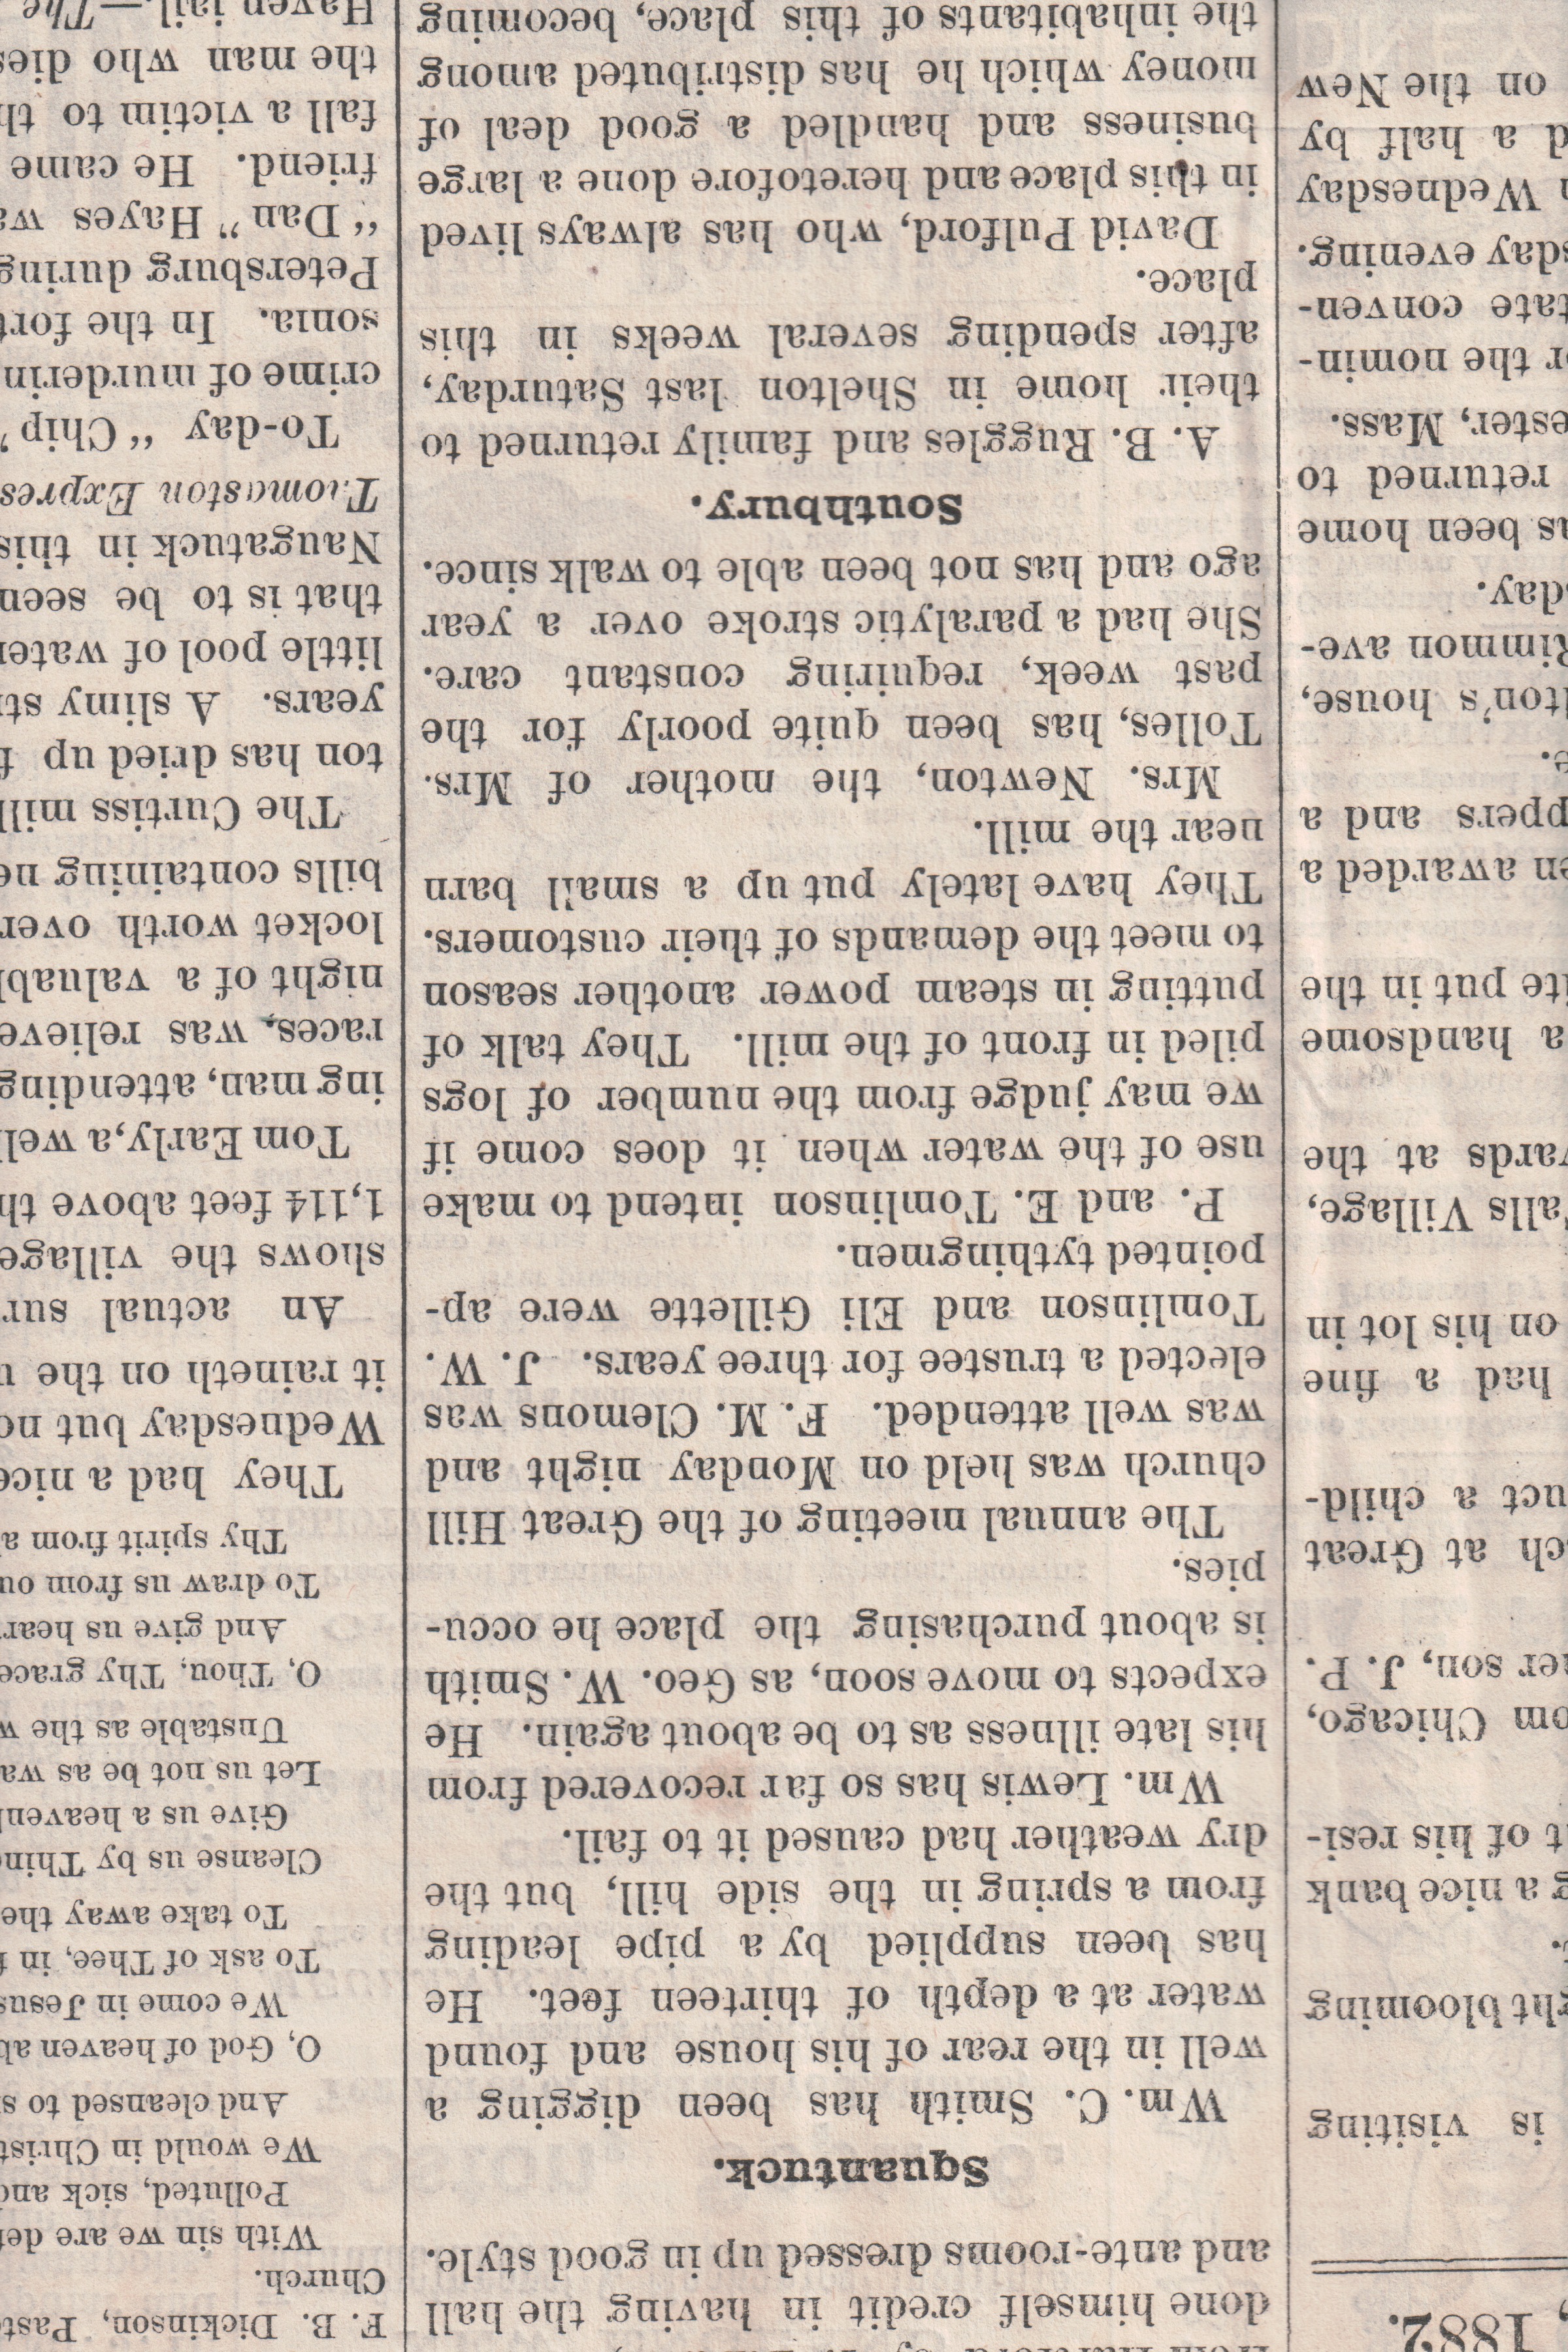 , 1882.
is visiting
ght blooming
g a nice bank
t of his resi-
om Chicago,
er son, J. P.
ch at Great
uct a child-
had a fine
on his lot in
alls Village,
ards at the
a handsome
ite put in the
en awarded a
ppers and a
e.
lton's house,
Rimmon ave-
day.
as been home
returned to
ester, Mass.
or the nomin-
tate conven-
sday evening.
n Wednesday
d a half by
on the New
done himself credit in having the hall
and ante-rooms dressed up in good style.
Squantuck.
Wm. C. Smith has been digging a
well in the rear of his house and found
water at a depth of thirteen feet. He
has been supplied by a pipe leading
from a spring in the side hill, but the
dry weather had caused it to fail.
Wm. Lewis has so far recovered from
his late illness as to be about again. He
expects to move soon, as Geo. W. Smith
is about purchasing the place he occu-
pies.
The annual meeting of the Great Hill
church was held on Monday night and
was well attended. F. M. Clemons was
elected a trustee for three years. J. W.
Tomlinson and Eli Gillette were ap-
pointed tythingmen.
P. and E. Tomlinson intend to make
use of the water when it does come if
we may judge from the number of logs
piled in front of the mill. They talk of
putting in steam power another season
to meet the demands of their customers.
They have lately put up a small barn
near the mill.
Mrs. Newton, the mother of Mrs.
Tolles, has been quite poorly for the
past week, requiring constant care.
She had a paralytic stroke over a year
ago and has not been able to walk since.
Southbury.
A. B. Ruggles and family returned to
their home in Shelton last Saturday,
after spending several weeks in this
place.
David Pulford, who has always lived
in this place and heretofore done a large
business and handled a good deal of
money which he has distributed among
the inhabitants of this place, becoming
F. B. Dickinson, Past
Church.
With sin we are de
Polluted, sick and
We would in Christ
And cleansed to s
O, God of heaven ab
We come in Jesus
To ask of Thee, in f
To take away the
Cleanse us by Thin
Give us a heavenl
Let us not be as wa
Unstable as the w
O, Thou, Thy grace
And give us hear
To draw us from ou
Thy spirit from a
They had a nice
Wednesday but no
it raineth on the u
An actual sur
shows the village
1,114 feet above th
Tom Early, a well
ing man, attending
races, was relieve
night of a valuabl
locket worth over
bills containing ne
The Curtiss mill
ton has dried up f
years. A slimy st
little pool of water
that is to be seen
Naugatuck in this
Thomaston Expres
To-day " Chip "
crime of murderin
sonia. In the fort
Petersburg during
" Dan " Hayes wa
friend. He came
fall a victim to th
the man who dies
Haven jail.—The